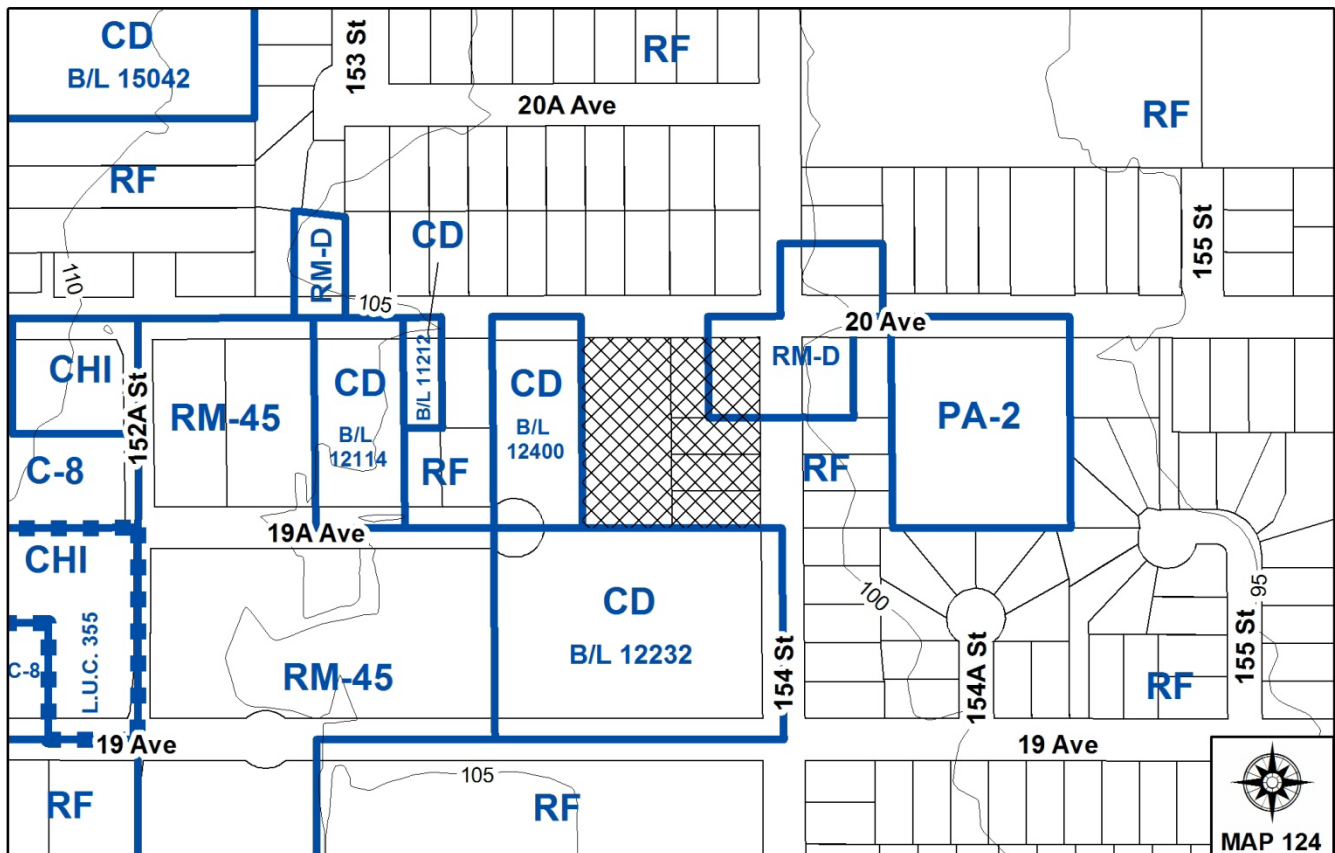 CD
B/L 15042
153 St
RF
20A Ave
RF
RF
155 St
110
RM-D
CD
105
20 Ave
CHI
152A St
RM-45
CD
B/L
12114
B/L 11212
RF
CD
B/L
12400
RM-D
PA-2
RF
C-8
19A Ave
CHI
C-8
L.U.C. 355
RM-45
CD
B/L 12232
154 St
100
154A St
155 St
95
RF
19 Ave
19 Ave
105
RF
RF
MAP 124